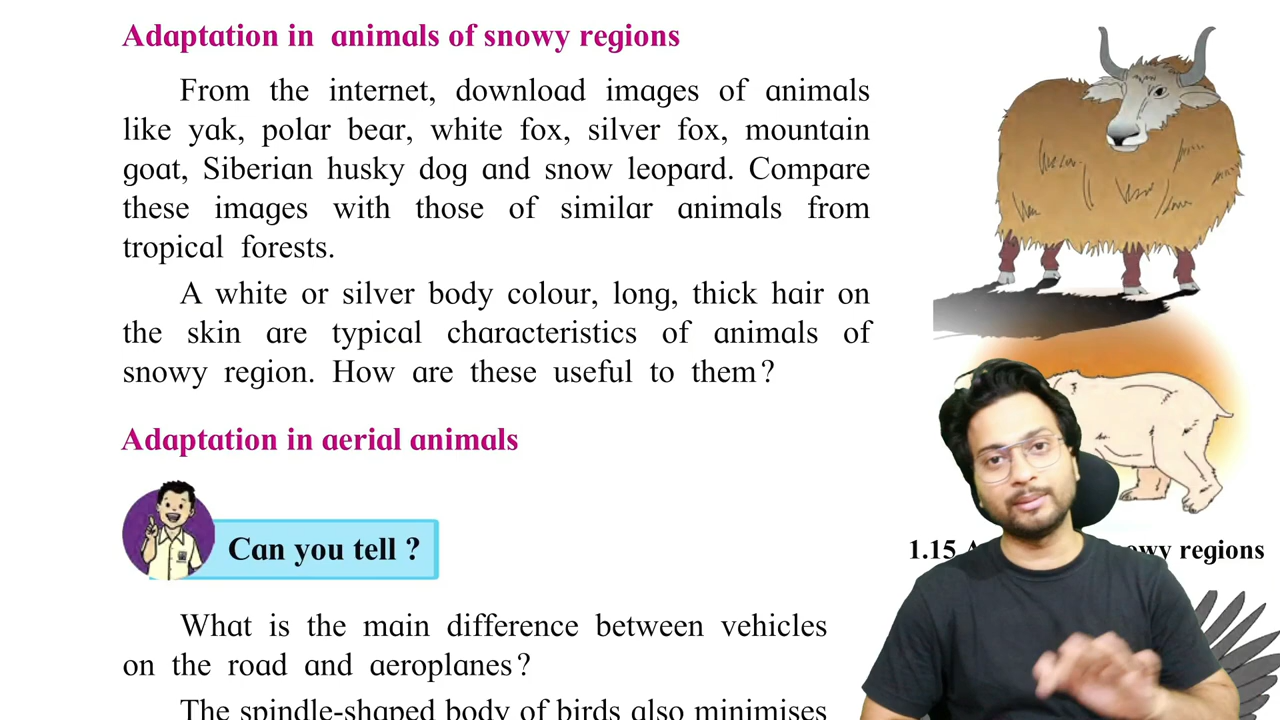 Adaptation in animals of snowy regions
From the internet, download images of animals
like yak, polar bear, white fox, silver fox, mountain
goat, Siberian husky dog and snow leopard. Compare
these images with those of similar animals from
tropical forests.
A white or silver body colour, long, thick hair on
the skin are typical characteristics of animals of
snowy region. How are these useful to them?
Adaptation in aerial animals
Can you tell ?
1.15 regions
What is the main difference between vehicles
on the road and aeroplanes?
The spindle-shaped body of birds also minimises